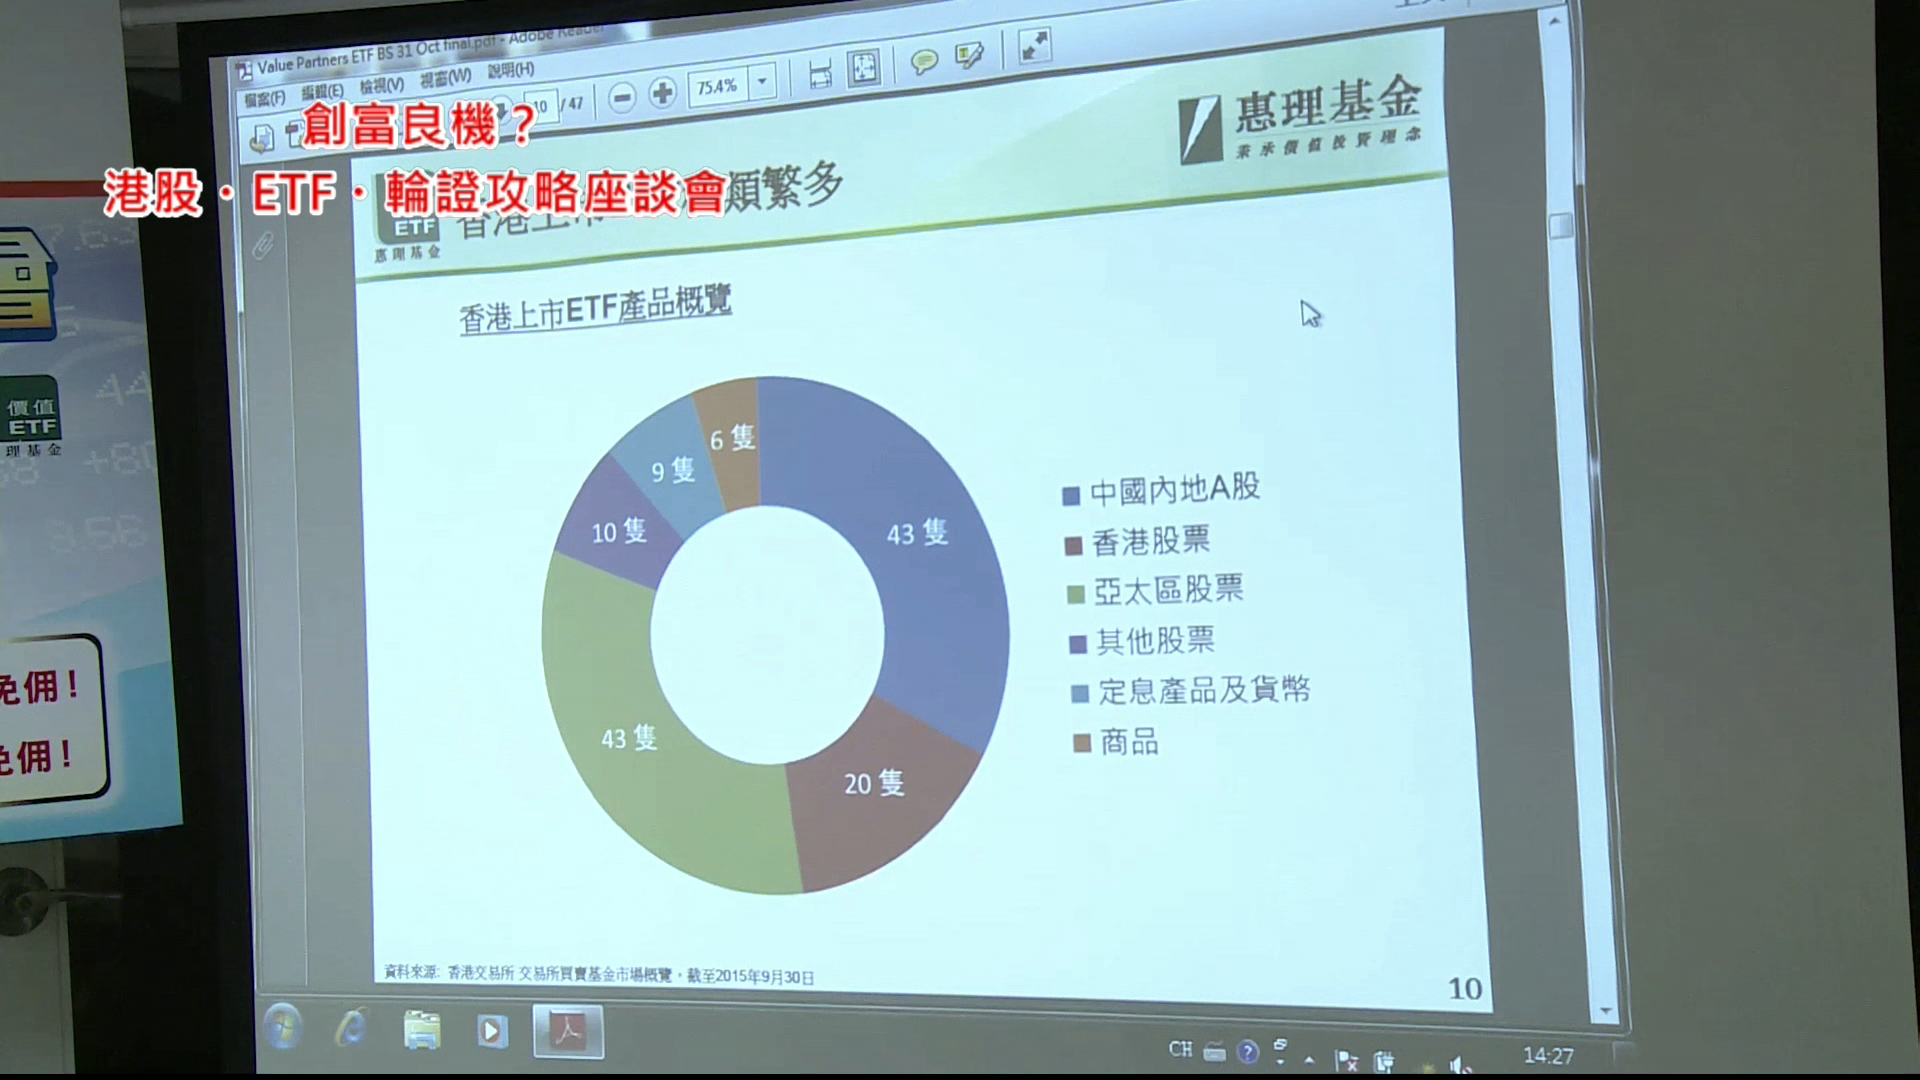 Value Partners ETF BS 31 Oct final.pdf - Adobe Reader
檔案(F) 編輯(E) 檢視(V) 視窗(W) 說明(H)
10 / 47 75.4%
創富良機？
港股．ETF．輪證攻略座談會
惠理基金
秉承價值投資理念
ETF
惠理基金
香港上市
類繁多
香港上市ETF產品概覽
43 隻
20 隻
43 隻
10 隻
9 隻
6 隻
中國內地A股
香港股票
亞太區股票
其他股票
定息產品及貨幣
商品
資料來源: 香港交易所 交易所買賣基金市場概覽，截至2015年9月30日
10
CH
14:27
價值
ETF
理基金
免佣！
免佣！